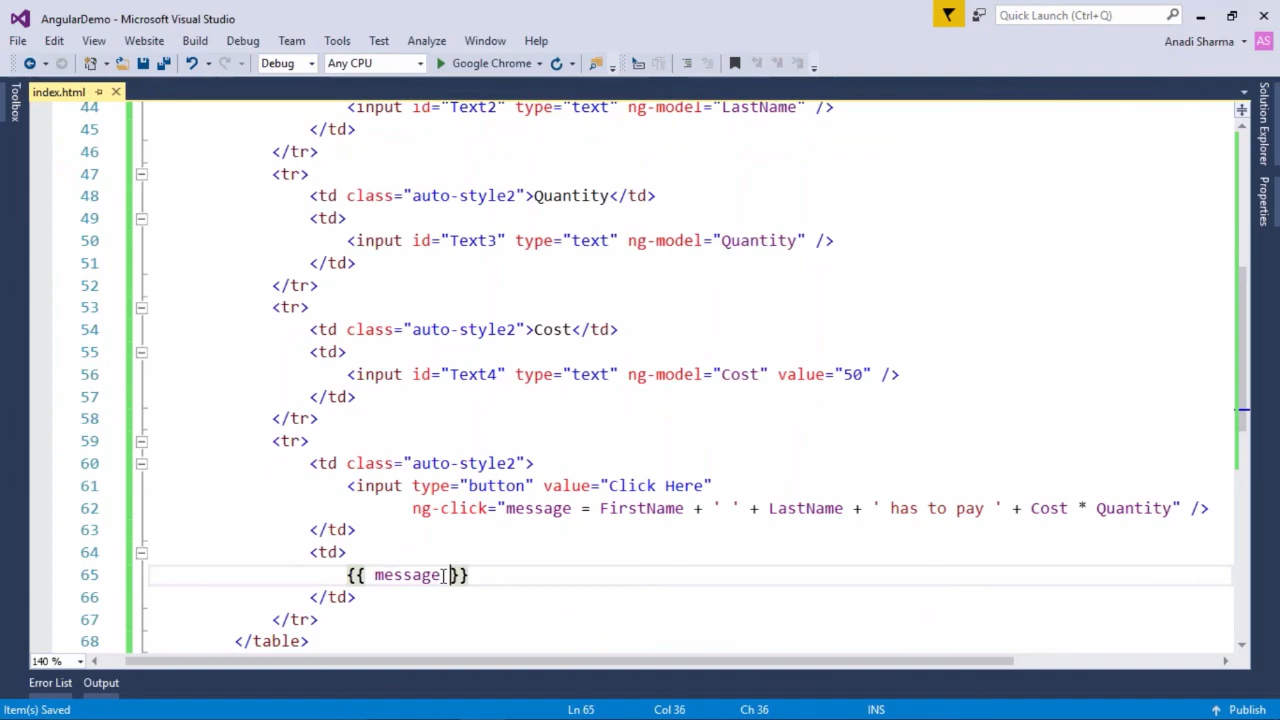 AngularDemo - Microsoft Visual Studio
Quick Launch (Ctrl+Q)
File Edit View Website Build Debug Team Tools Test Analyze Window Help
Anadi Sharma AS
Debug Any CPU Google Chrome
index.html
Toolbox
Solution Explorer
Properties
44 <input id="Text2" type="text" ng-model="LastName" />
45 </td>
46 </tr>
47 <tr>
48 <td class="auto-style2">Quantity</td>
49 <td>
50 <input id="Text3" type="text" ng-model="Quantity" />
51 </td>
52 </tr>
53 <tr>
54 <td class="auto-style2">Cost</td>
55 <td>
56 <input id="Text4" type="text" ng-model="Cost" value="50" />
57 </td>
58 </tr>
59 <tr>
60 <td class="auto-style2">
61 <input type="button" value="Click Here"
62 ng-click="message = FirstName + ' ' + LastName + ' has to pay ' + Cost * Quantity" />
63 </td>
64 <td>
65 {{ message }}
66 </td>
67 </tr>
68 </table>
140 %
Error List Output
Item(s) Saved Ln 65 Col 36 Ch 36 INS Publish